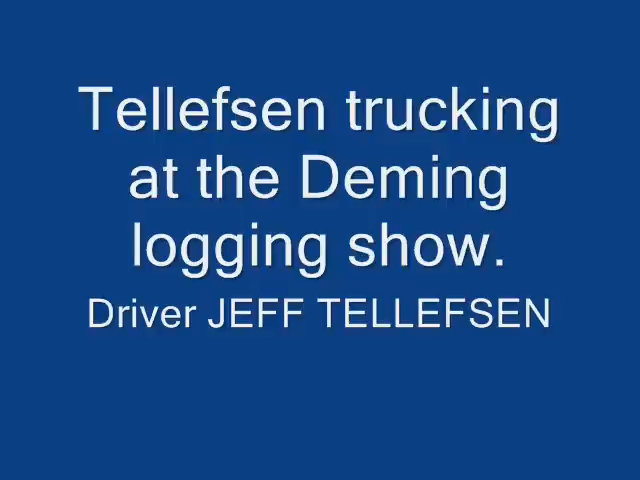 Tellefsen trucking
at the Deming
logging show.
Driver JEFF TELLEFSEN